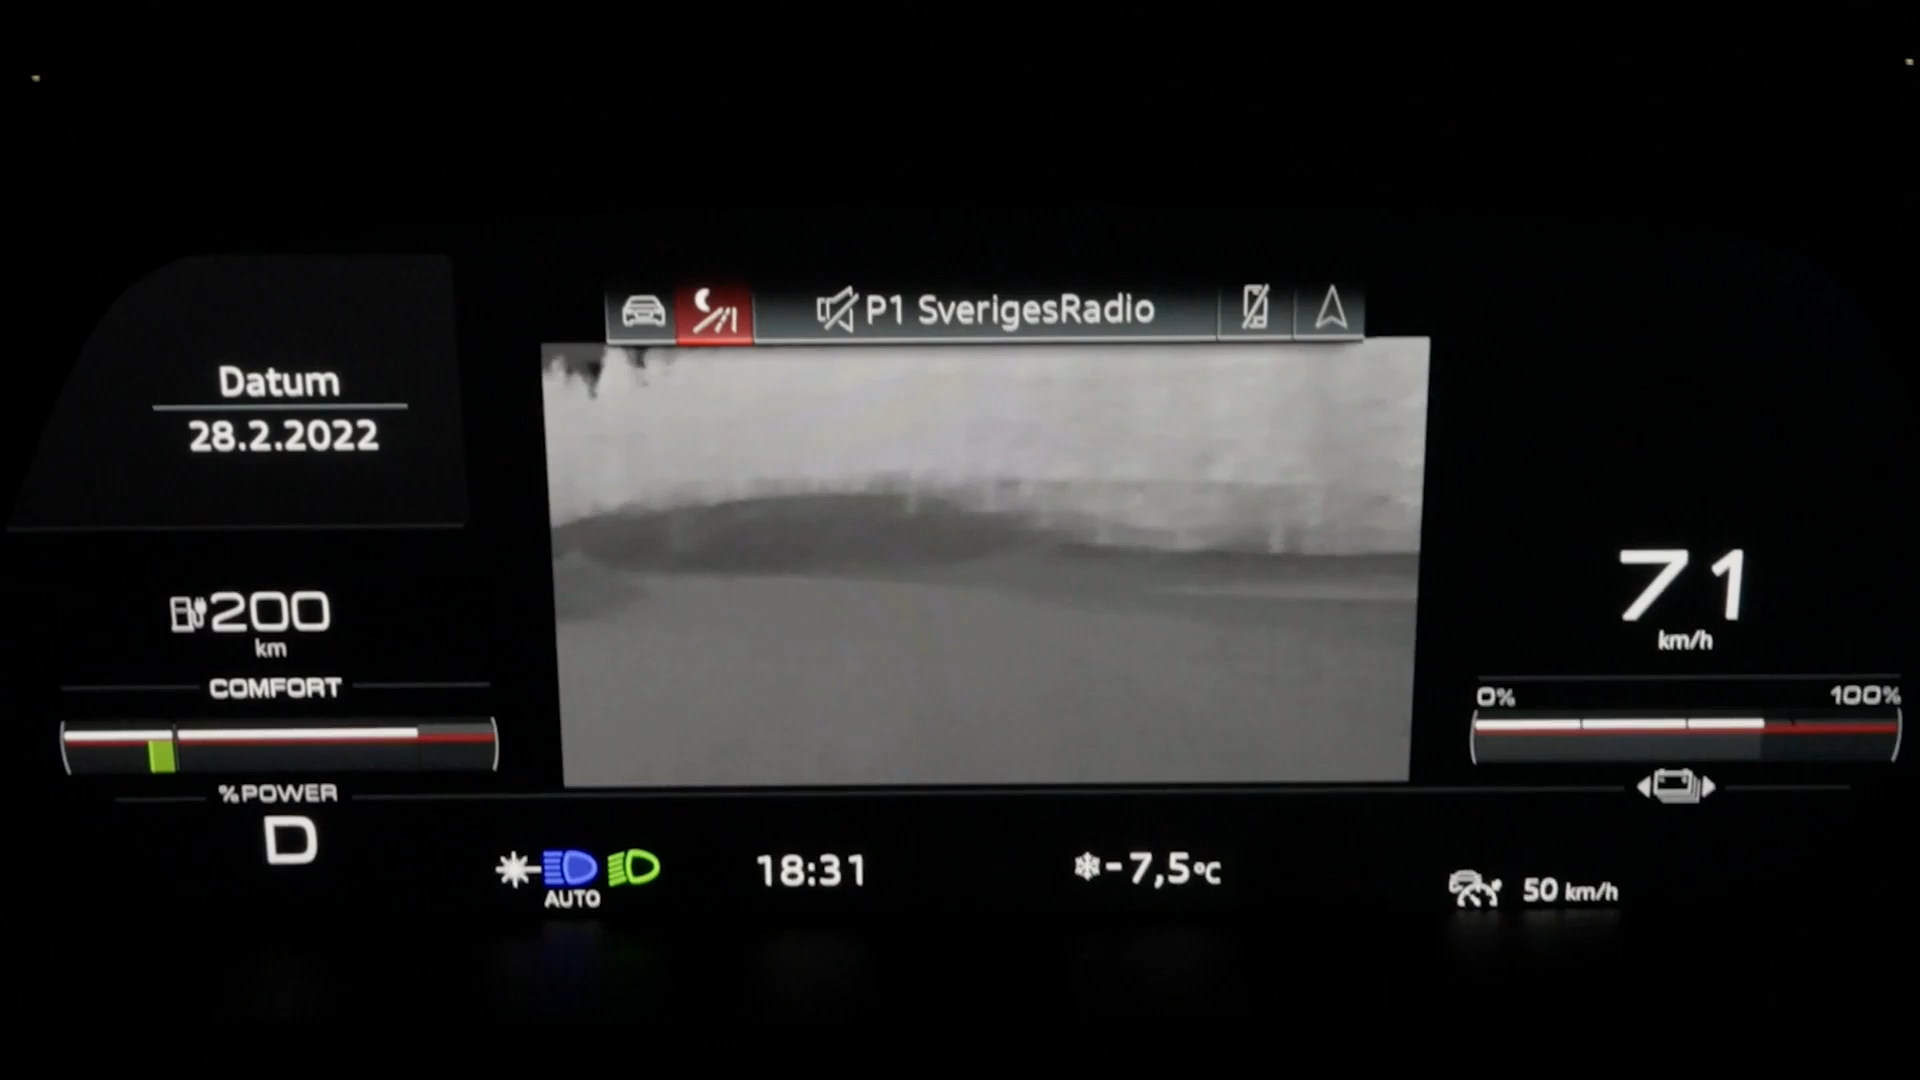 P1 SverigesRadio
Datum
28.2.2022
200
km
COMFORT
%POWER
D
71
km/h
0% 100%
AUTO
18:31
-7,5°C
50 km/h